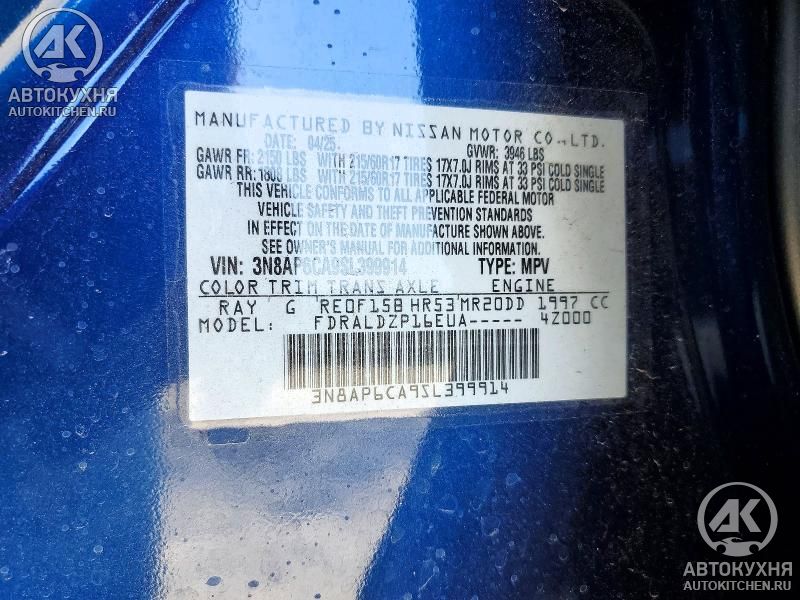 АК
АВТОКУХНЯ
AUTOKITCHEN.RU
MANUFACTURED BY NISSAN MOTOR CO.,LTD.
DATE: 04/25 GVWR: 3946 LBS
GAWR FR: 2150 LBS WITH 215/60R17 TIRES 17X7.0J RIMS AT 33 PSI COLD SINGLE
GAWR RR: 1806 LBS WITH 215/60R17 TIRES 17X7.0J RIMS AT 33 PSI COLD SINGLE
THIS VEHICLE CONFORMS TO ALL APPLICABLE FEDERAL MOTOR
VEHICLE SAFETY AND THEFT PREVENTION STANDARDS
IN EFFECT ON THE DATE OF MANUFACTURE SHOWN ABOVE.
SEE OWNER'S MANUAL FOR ADDITIONAL INFORMATION.
VIN: 3N8AP6CA9SL399914 TYPE: MPV
COLOR TRIM TRANS AXLE ENGINE
RAY G RE0F15B HR53 MR20DD 1997 CC
MODEL: FDRALDZP16EUA----- 4Z000
3N8AP6CA9SL399914
АК
АВТОКУХНЯ
AUTOKITCHEN.RU